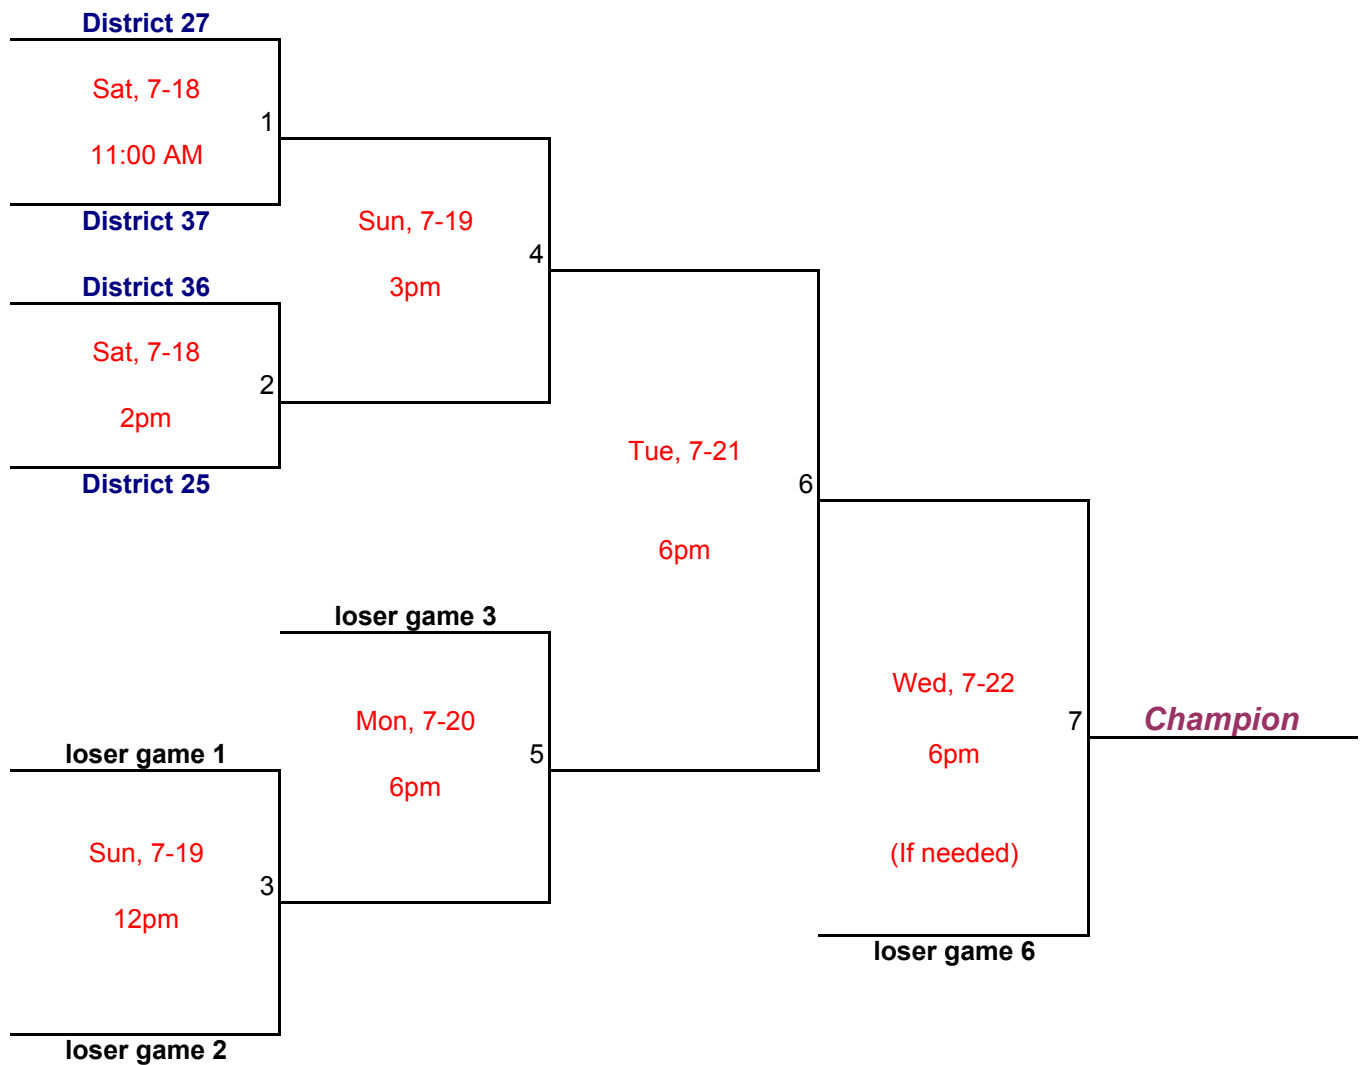 District 27
Sat, 7-18
1
11:00 AM
District 37
Sun, 7-19
4
3pm
District 36
Sat, 7-18
2
2pm
District 25
Tue, 7-21
6
6pm
loser game 3
Mon, 7-20
5
6pm
loser game 1
Sun, 7-19
3
12pm
loser game 2
Wed, 7-22
7
6pm
(If needed)
loser game 6
Champion